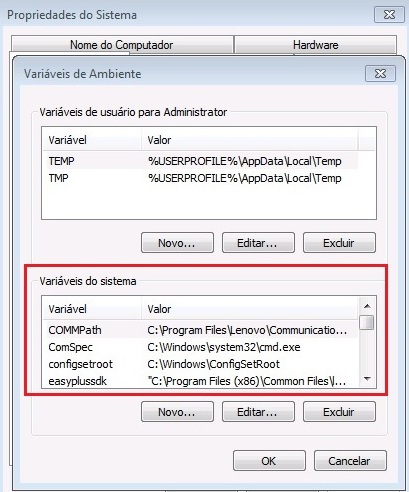 Propriedades do Sistema
Nome do Computador Hardware
Variáveis de Ambiente
Variáveis de usuário para Administrator
Variável Valor
TEMP %USERPROFILE%\AppData\Local\Temp
TMP %USERPROFILE%\AppData\Local\Temp
Novo... Editar... Excluir
Variáveis do sistema
Variável Valor
COMMPath C:\Program Files\Lenovo\Communicatio...
ComSpec C:\Windows\system32\cmd.exe
configsetroot C:\Windows\ConfigSetRoot
easyplussdk "C:\Program Files (x86)\Common Files\l...
Novo... Editar... Excluir
OK Cancelar